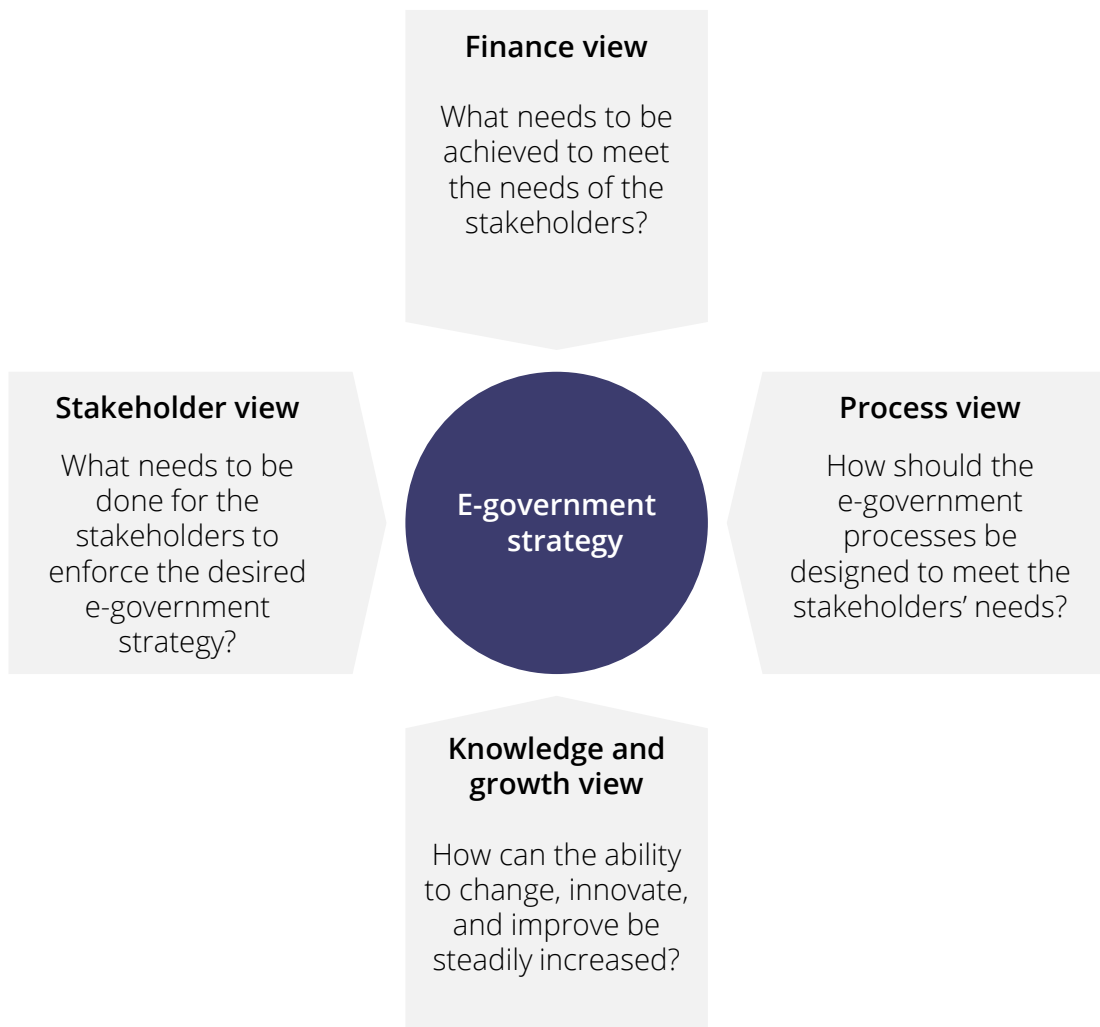 Finance view
What needs to be
achieved to meet
the needs of the
stakeholders?
Stakeholder view
What needs to be
done for the
stakeholders to
enforce the desired
e-government
strategy?
E-government
strategy
Process view
How should the
e-government
processes be
designed to meet the
stakeholders’ needs?
Knowledge and
growth view
How can the ability
to change, innovate,
and improve be
steadily increased?